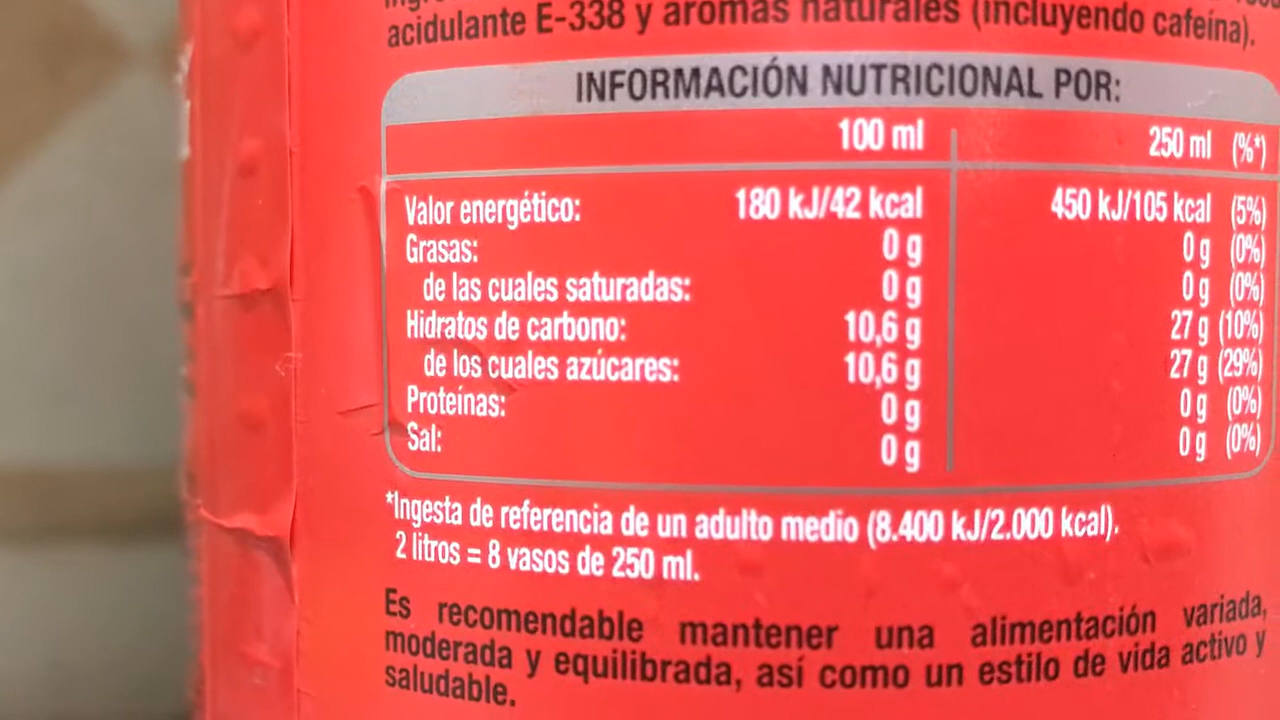 acidulante E-338 y aromas naturales (incluyendo cafeína).
INFORMACIÓN NUTRICIONAL POR:
100 ml 250 ml (%*)
Valor energético: 180 kJ/42 kcal 450 kJ/105 kcal (5%)
Grasas: 0 g 0 g (0%)
de las cuales saturadas: 0 g 0 g (0%)
Hidratos de carbono: 10,6 g 27 g (10%)
de los cuales azúcares: 10,6 g 27 g (29%)
Proteínas: 0 g 0 g (0%)
Sal: 0 g 0 g (0%)
*Ingesta de referencia de un adulto medio (8.400 kJ/2.000 kcal).
2 litros = 8 vasos de 250 ml.
Es recomendable mantener una alimentación variada,
moderada y equilibrada, así como un estilo de vida activo y
saludable.